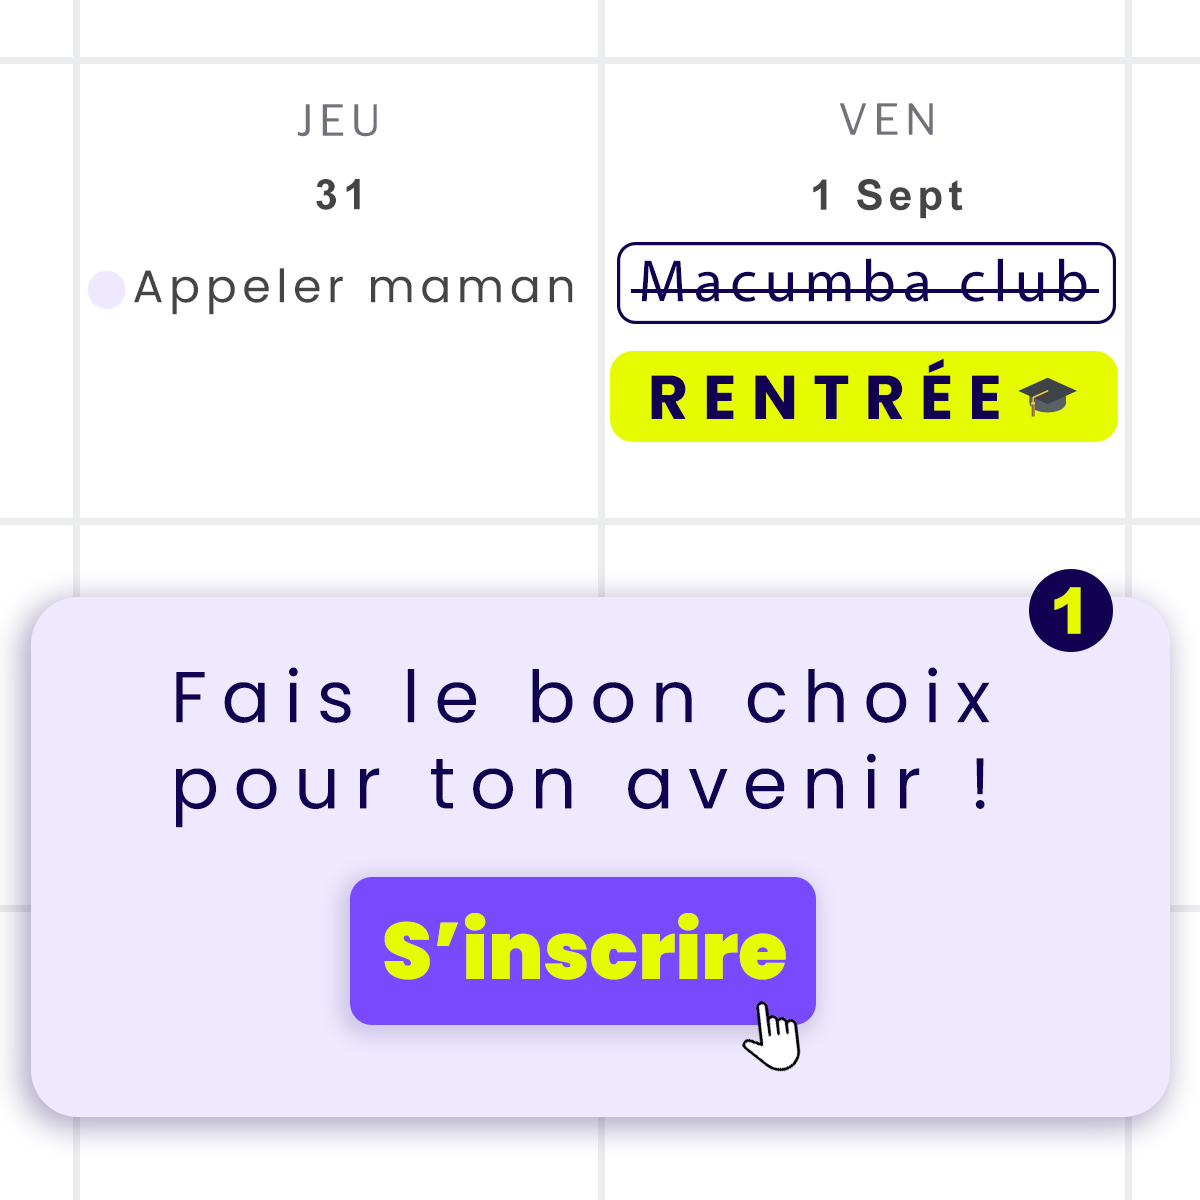 JEU
31
Appeler maman
VEN
1 Sept
Macumba club
RENTRÉE
1
Fais le bon choix
pour ton avenir !
S’inscrire